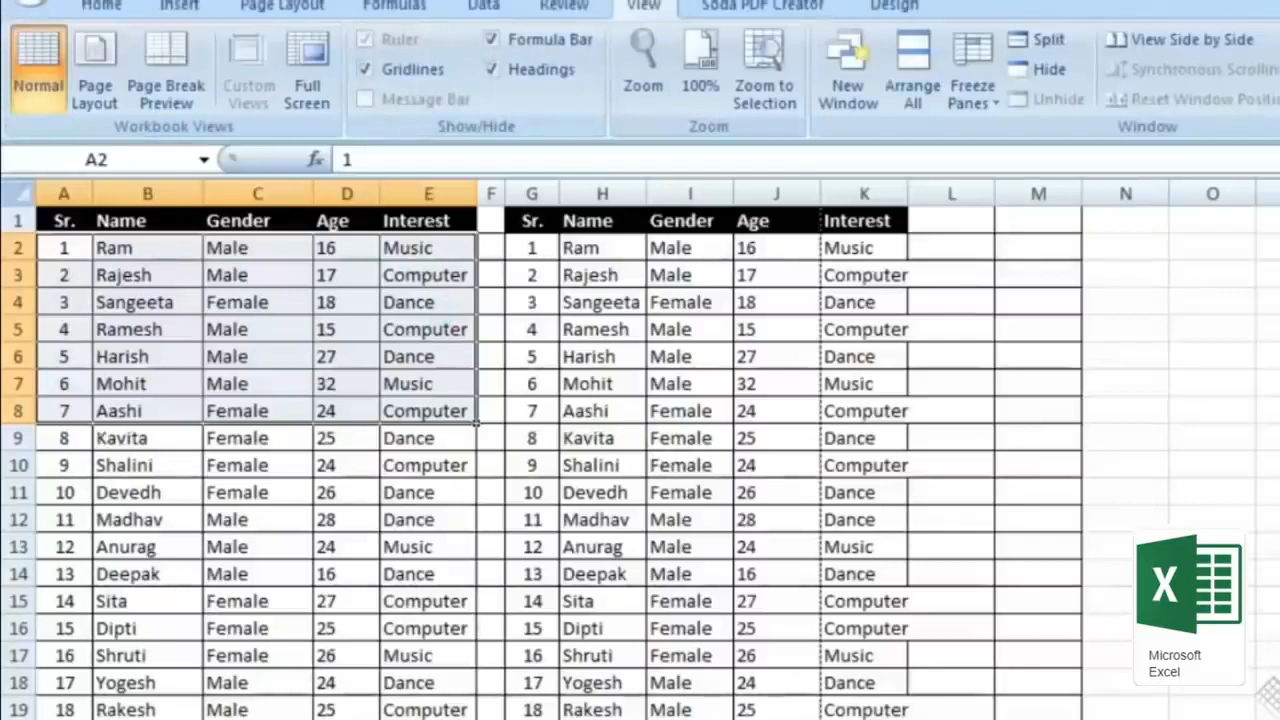 Home Insert Page Layout Formulas Data Review View Soda PDF Creator Design
Normal
Page Layout
Page Break Preview
Custom Views
Full Screen
Workbook Views
Ruler
Gridlines
Message Bar
Formula Bar
Headings
Show/Hide
Zoom
100%
Zoom to Selection
Zoom
New Window
Arrange All
Freeze Panes
Split
Hide
Unhide
View Side by Side
Synchronous
Reset Window
Window
A2 fx 1
A B C D E F G H I J K L M N O
1 Sr. Name Gender Age Interest Sr. Name Gender Age Interest
2 1 Ram Male 16 Music 1 Ram Male 16 Music
3 2 Rajesh Male 17 Computer 2 Rajesh Male 17 Computer
4 3 Sangeeta Female 18 Dance 3 Sangeeta Female 18 Dance
5 4 Ramesh Male 15 Computer 4 Ramesh Male 15 Computer
6 5 Harish Male 27 Dance 5 Harish Male 27 Dance
7 6 Mohit Male 32 Music 6 Mohit Male 32 Music
8 7 Aashi Female 24 Computer 7 Aashi Female 24 Computer
9 8 Kavita Female 25 Dance 8 Kavita Female 25 Dance
10 9 Shalini Female 24 Computer 9 Shalini Female 24 Computer
11 10 Devedh Female 26 Dance 10 Devedh Female 26 Dance
12 11 Madhav Male 28 Dance 11 Madhav Male 28 Dance
13 12 Anurag Male 24 Music 12 Anurag Male 24 Music
14 13 Deepak Male 16 Dance 13 Deepak Male 16 Dance
15 14 Sita Female 27 Computer 14 Sita Female 27 Computer
16 15 Dipti Female 25 Computer 15 Dipti Female 25 Computer
17 16 Shruti Female 26 Music 16 Shruti Female 26 Music
18 17 Yogesh Male 24 Dance 17 Yogesh Male 24 Dance
19 18 Rakesh Male 25 Computer 18 Rakesh Male 25 Computer
X
Microsoft
Excel